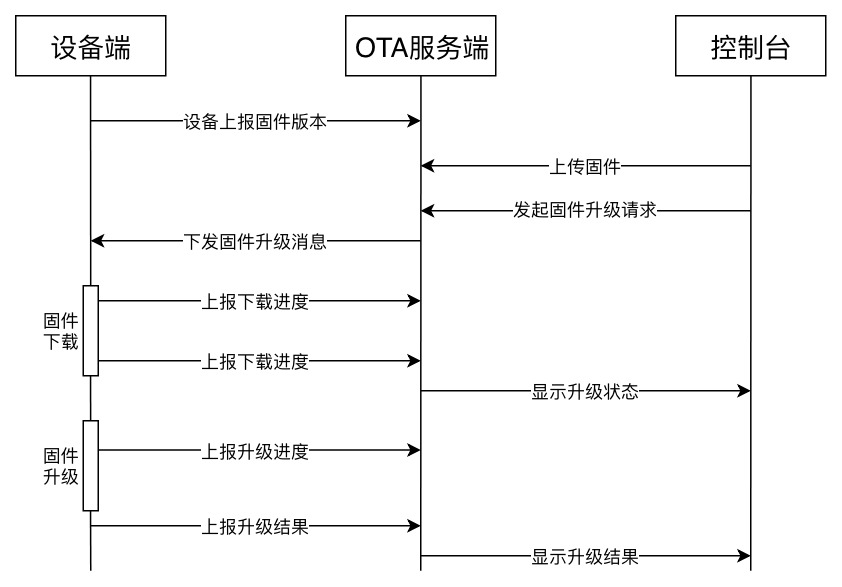 设备端
OTA服务端
控制台
设备上报固件版本
上传固件
发起固件升级请求
下发固件升级消息
上报下载进度
固件
下载
上报下载进度
显示升级状态
上报升级进度
固件
升级
上报升级结果
显示升级结果